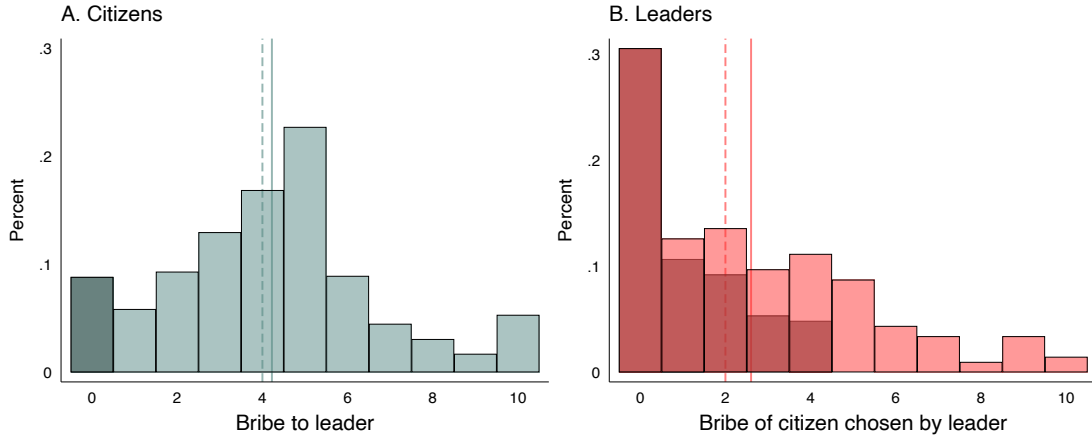 A. Citizens
Percent
.3
.2
.1
0
0 2 4 6 8 10
Bribe to leader
B. Leaders
Percent
.3
.2
.1
0
0 2 4 6 8 10
Bribe of citizen chosen by leader